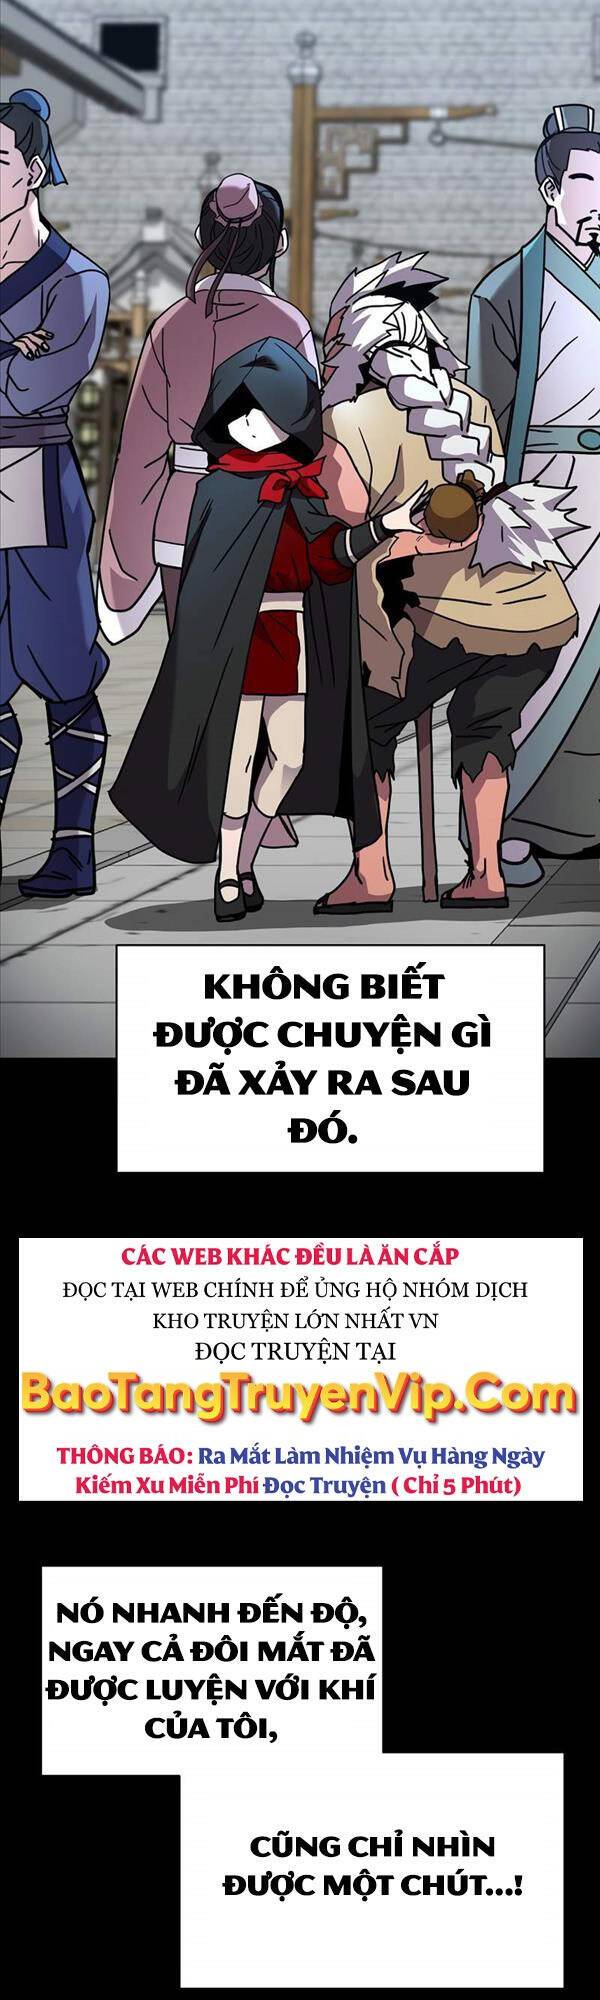 KHÔNG BIẾT
ĐƯỢC CHUYỆN GÌ
ĐÃ XẢY RA SAU
ĐÓ.
CÁC WEB KHÁC ĐỀU LÀ ĂN CẮP
ĐỌC TẠI WEB CHÍNH ĐỂ ỦNG HỘ NHÓM DỊCH
KHO TRUYỆN LỚN NHẤT VN
ĐỌC TRUYỆN TẠI
BaoTangTruyenVip.Com
THÔNG BÁO: Ra Mắt Làm Nhiệm Vụ Hàng Ngày
Kiếm Xu Miễn Phí Đọc Truyện ( Chỉ 5 Phút)
NÓ NHANH ĐẾN ĐỘ,
NGAY CẢ ĐÔI MẮT ĐÃ
ĐƯỢC LUYỆN VỚI KHÍ
CỦA TÔI,
CŨNG CHỈ NHÌN
ĐƯỢC MỘT CHÚT...!